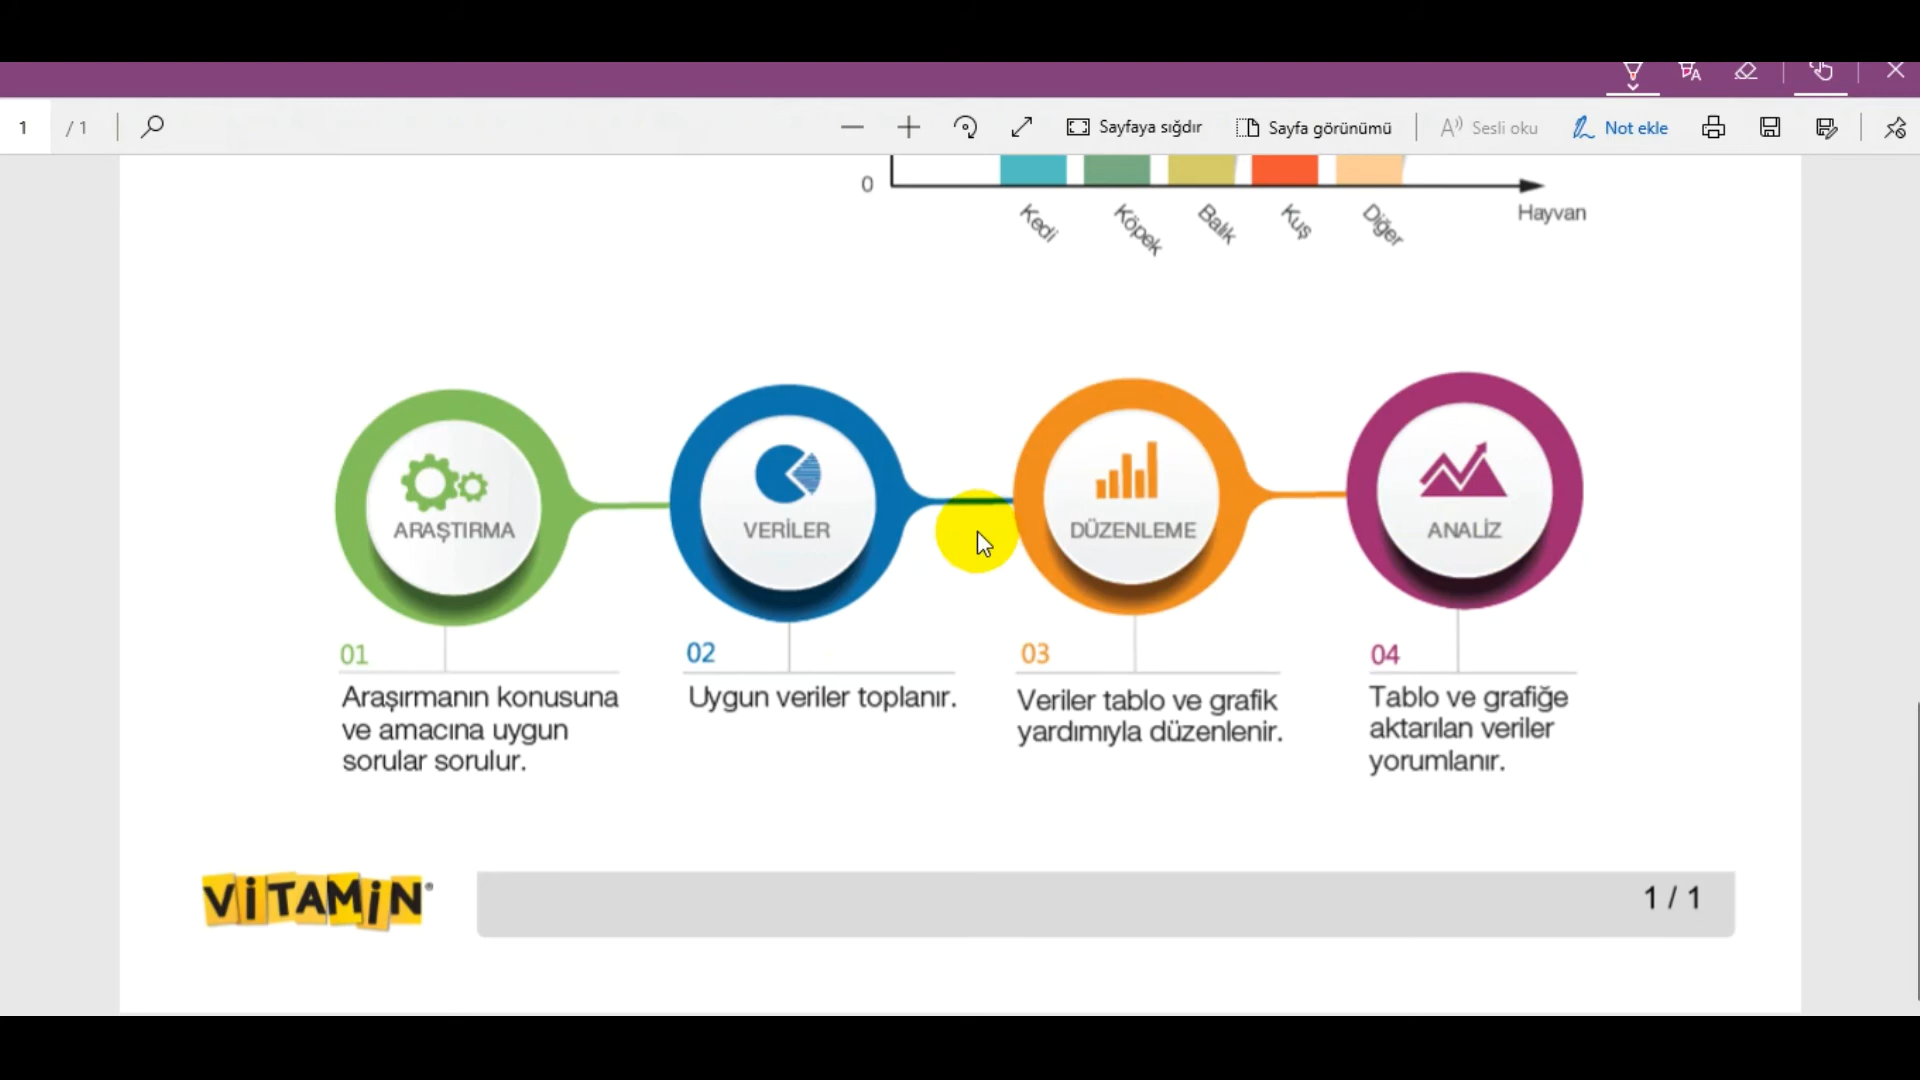 1 / 1
Sayfaya sığdır
Sayfa görünümü
Sesli oku
Not ekle
0
Kedi
Köpek
Balık
Kuş
Diğer
Hayvan
ARAŞTIRMA
VERİLER
DÜZENLEME
ANALİZ
01
02
03
04
Araşırmanın konusuna
ve amacına uygun
sorular sorulur.
Uygun veriler toplanır.
Veriler tablo ve grafik
yardımıyla düzenlenir.
Tablo ve grafiğe
aktarılan veriler
yorumlanır.
VİTAMİN
1 / 1